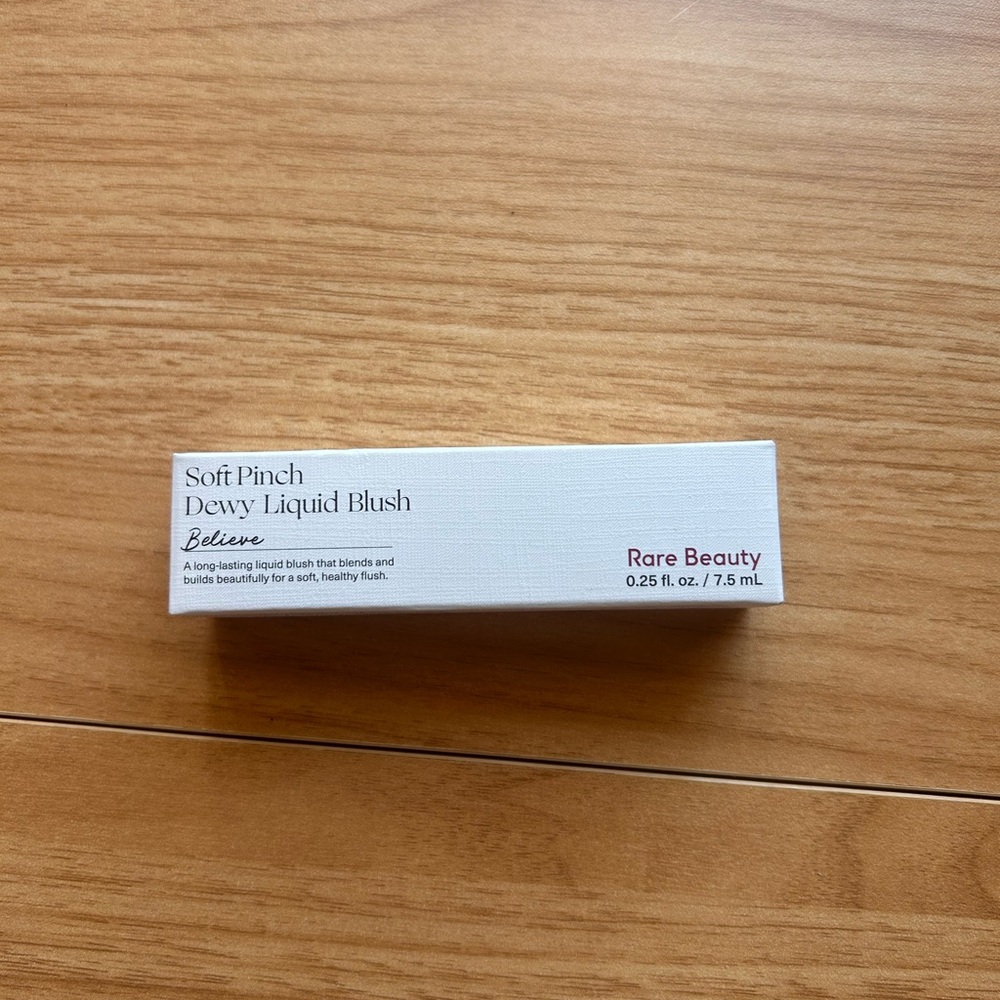 Soft Pinch
Dewy Liquid Blush
Believe
A long-lasting liquid blush that blends and
builds beautifully for a soft, healthy flush.
Rare Beauty
0.25 fl. oz. / 7.5 mL